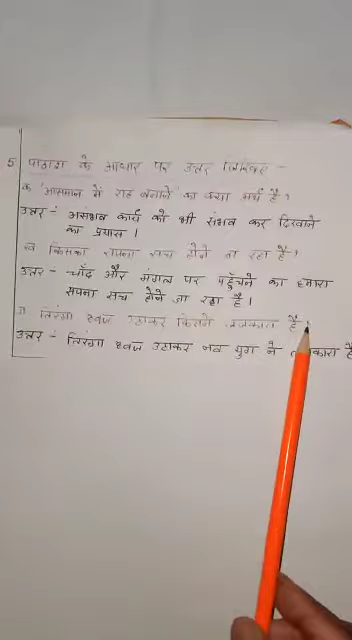 5 पाठांश के आधार पर उत्तर लिखिए -
क "आसमान में राह बनाने" का क्या अर्थ है?
उत्तर - असंभव कार्य को भी संभव कर दिखाने
का प्रयास।
ख किसका सपना सच होने जा रहा है?
उत्तर - चाँद और मंगल पर पहुँचने का हमारा
सपना सच होने जा रहा है।
ग तिरंगा ध्वज उठाकर किसने है?
उत्तर - तिरंगा ध्वज उठाकर नव युग ने है